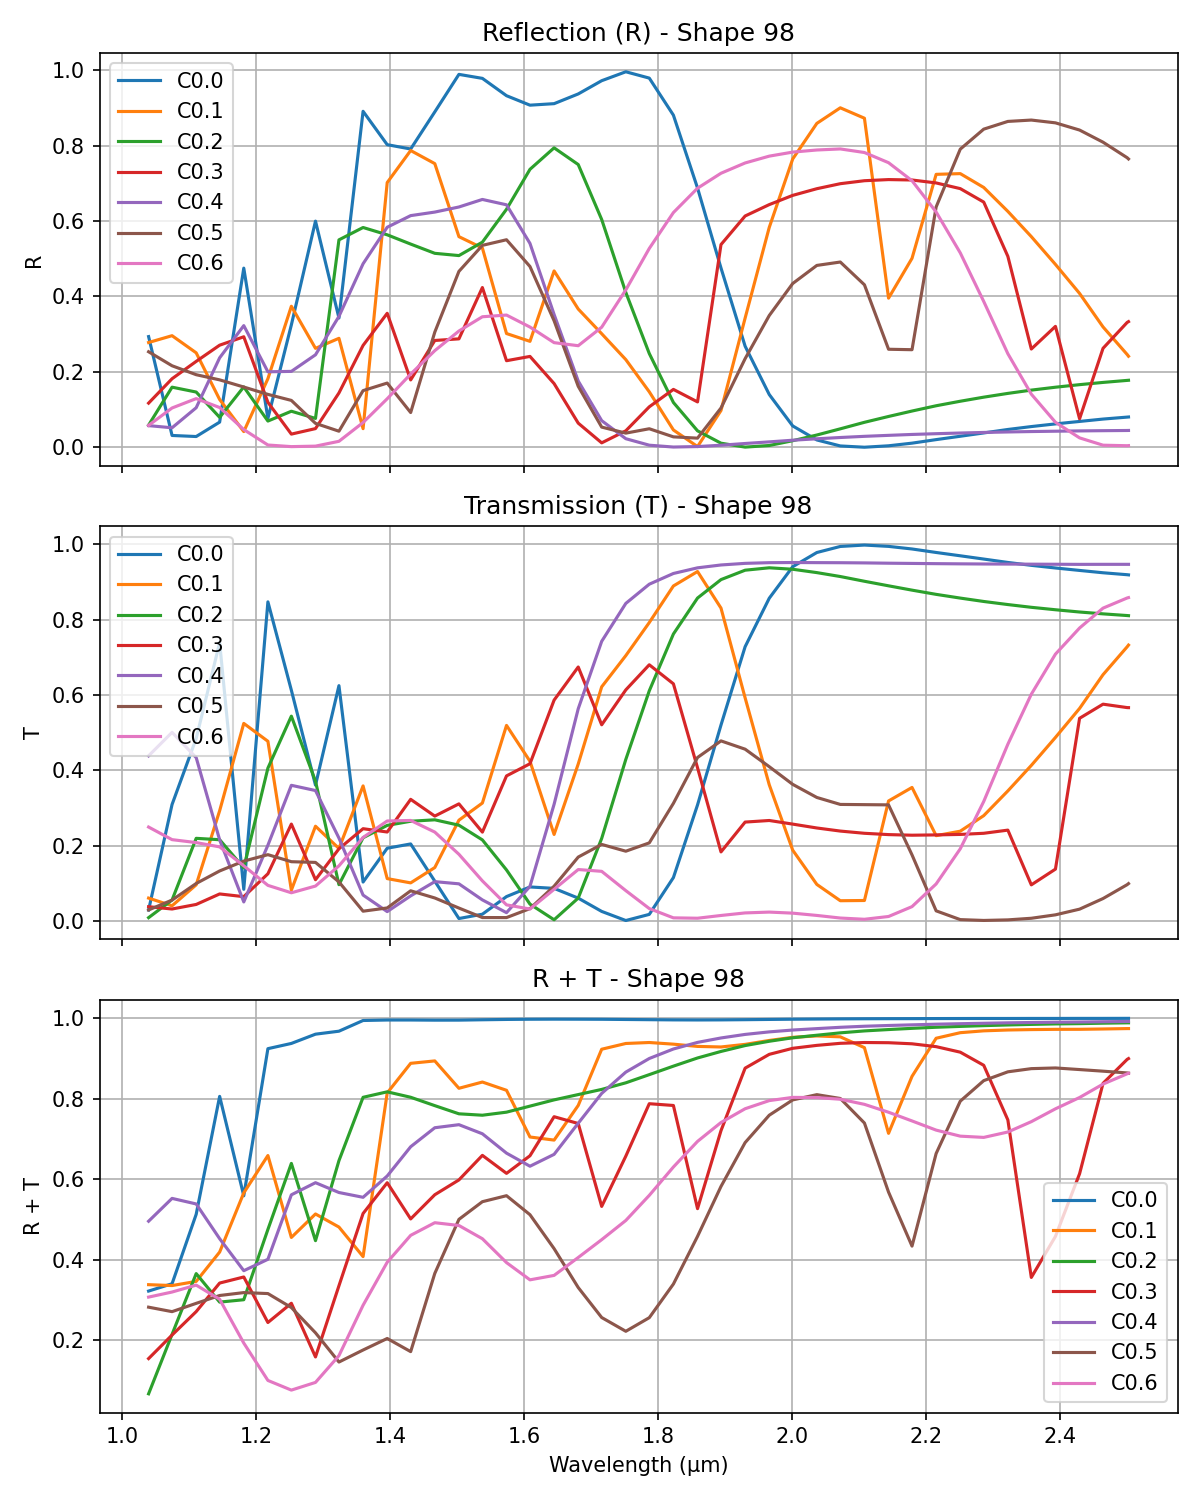 Reflection (R) - Shape 98
1.0
0.8
0.6
0.4
0.2
0.0
R
C0.0
C0.1
C0.2
C0.3
C0.4
C0.5
C0.6
Transmission (T) - Shape 98
1.0
0.8
0.6
0.4
0.2
0.0
T
C0.0
C0.1
C0.2
C0.3
C0.4
C0.5
C0.6
R + T - Shape 98
1.0
0.8
0.6
0.4
0.2
R + T
C0.0
C0.1
C0.2
C0.3
C0.4
C0.5
C0.6
1.0 1.2 1.4 1.6 1.8 2.0 2.2 2.4
Wavelength (μm)